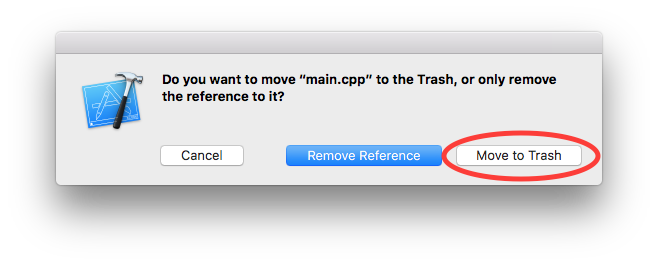 Do you want to move “main.cpp” to the Trash, or only remove
the reference to it?
Cancel
Remove Reference
Move to Trash